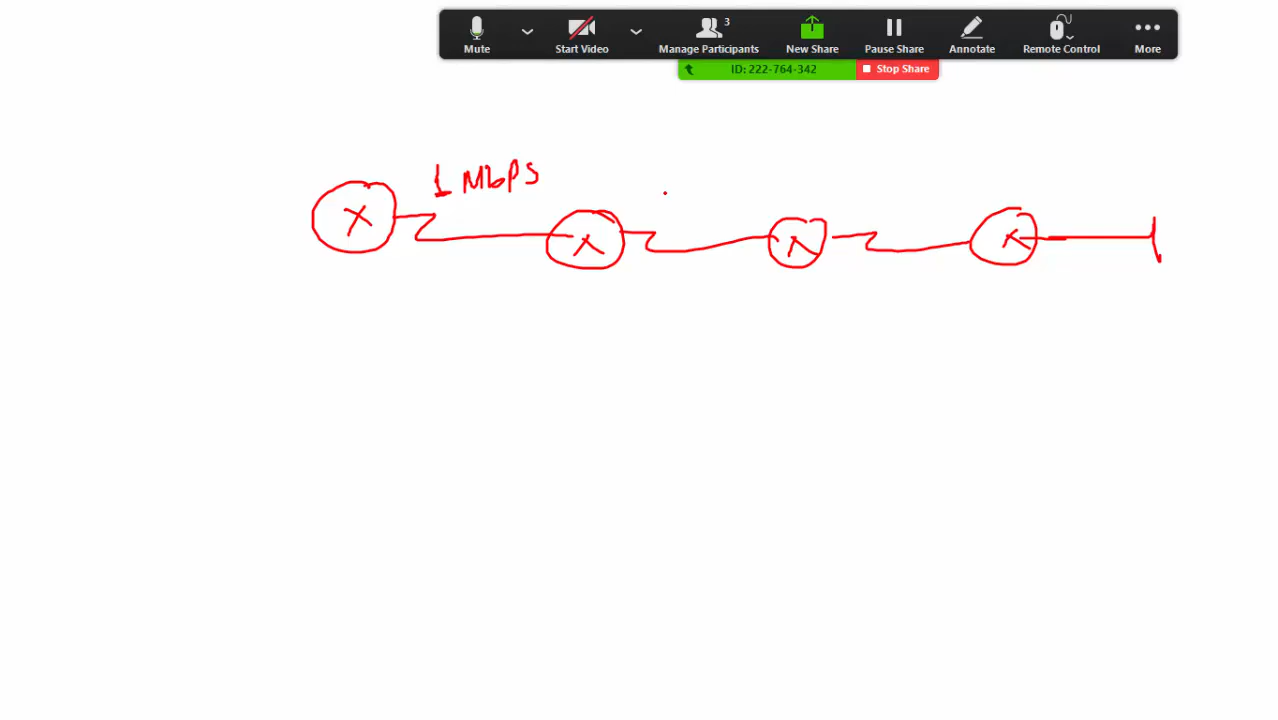 3
Mute Start Video Manage Participants New Share Pause Share Annotate Remote Control More
ID: 222-764-342 Stop Share
1 MbPS
X X X X